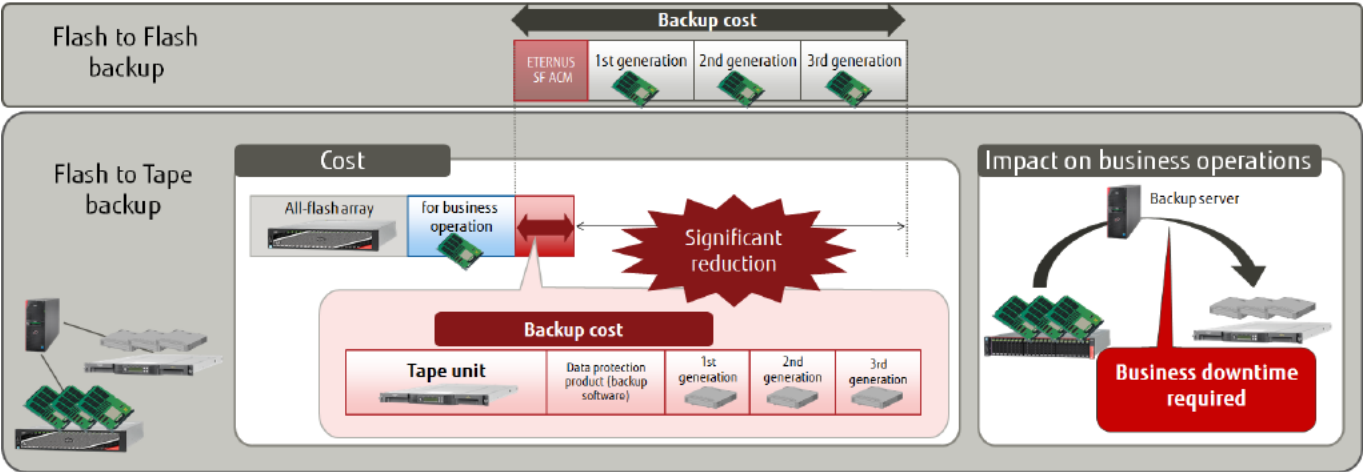 Flash to Flash
backup
Backup cost
ETERNUS
SF ACM
1st generation
2nd generation
3rd generation
Flash to Tape
backup
Cost
All-flash array
for business
operation
Significant
reduction
Backup cost
Tape unit
Data protection
product (backup
software)
1st
generation
2nd
generation
3rd
generation
Impact on business operations
Backup server
Business downtime
required